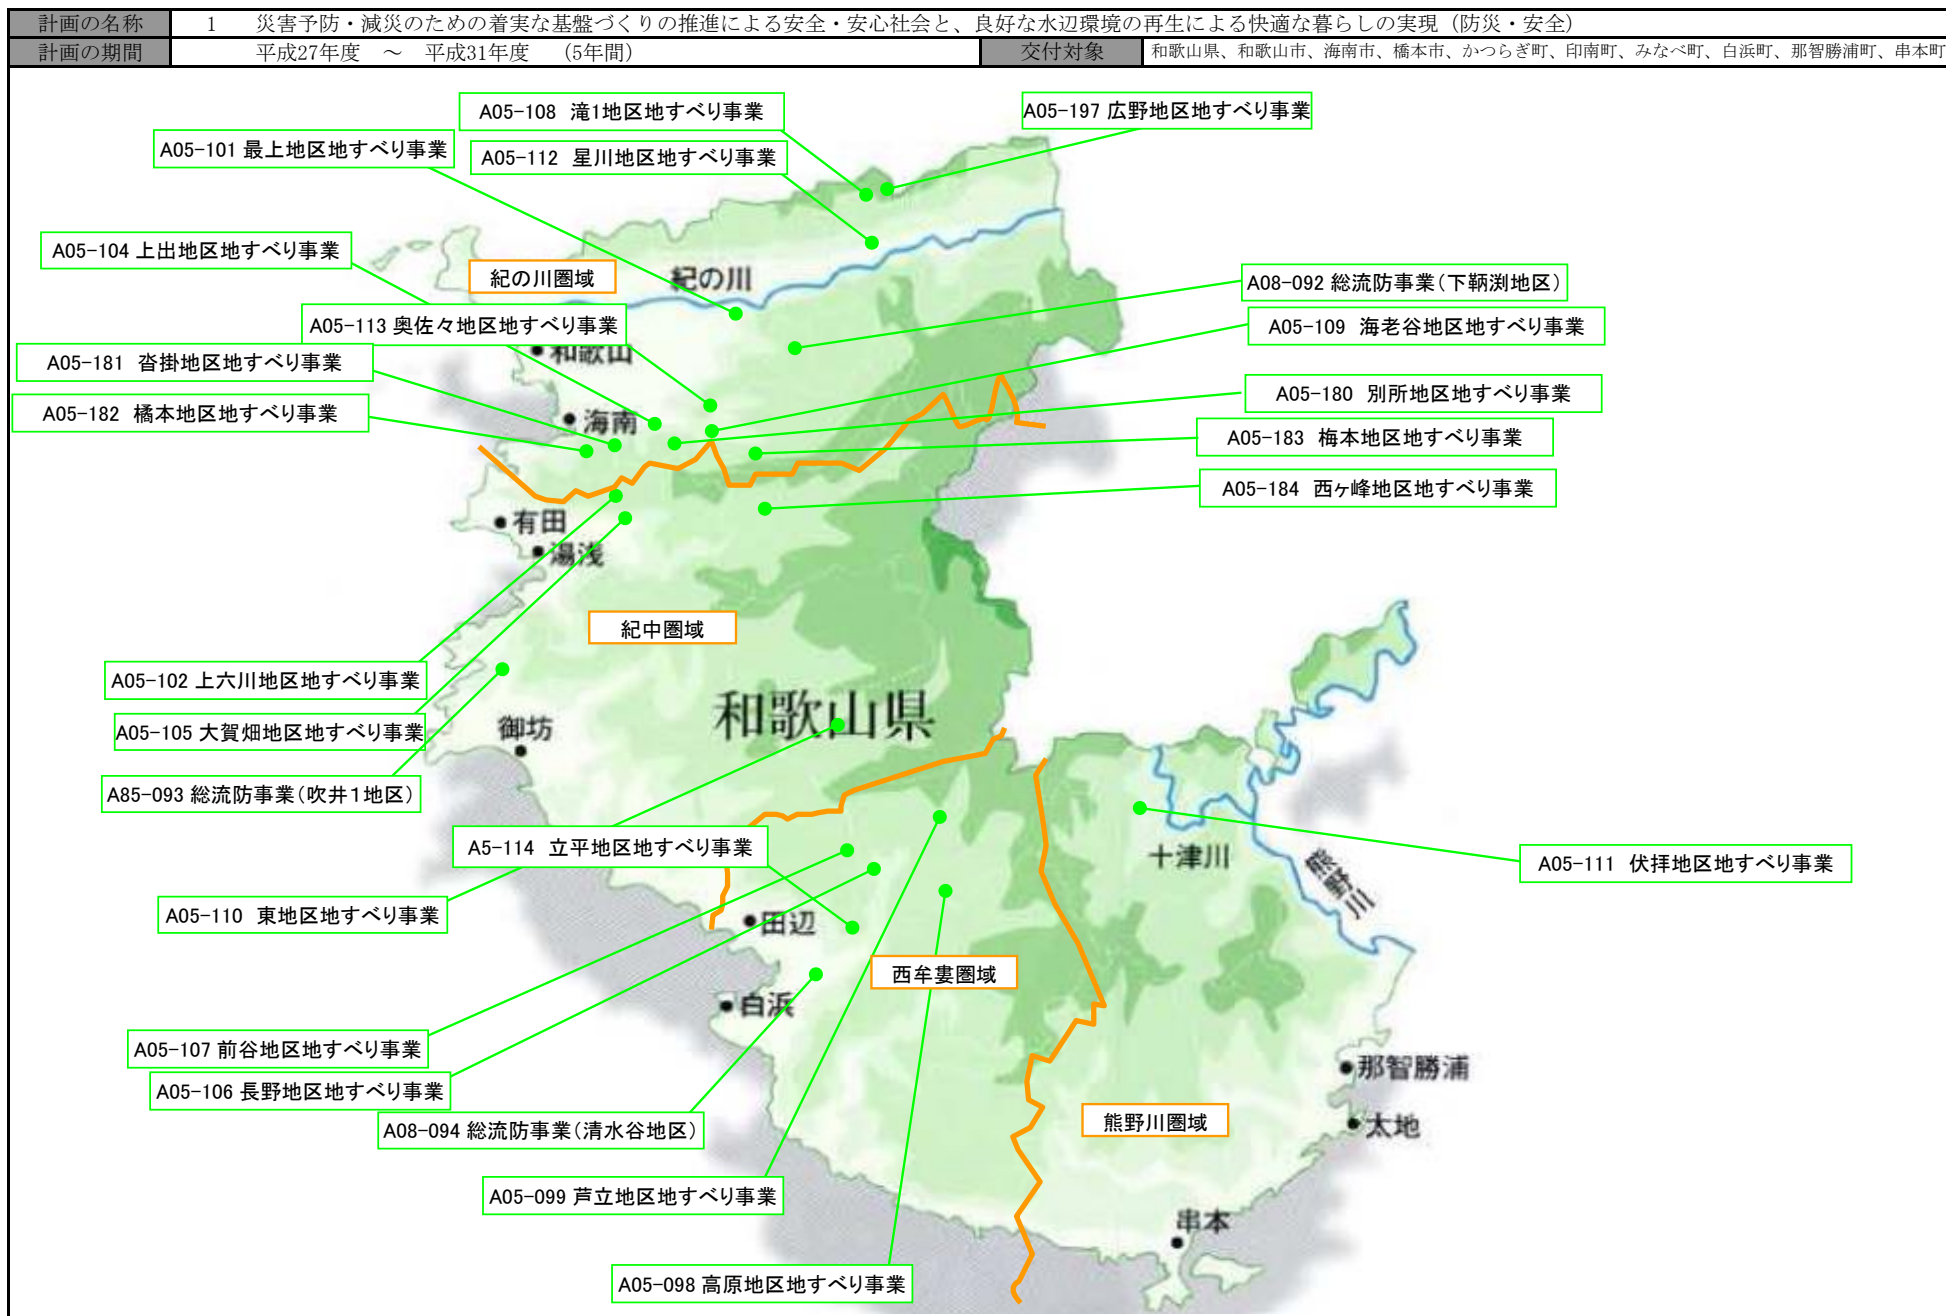 計画の名称 1 災害予防・減災のための着実な基盤づくりの推進による安全・安心社会と、良好な水辺環境の再生による快適な暮らしの実現（防災・安全）
計画の期間 平成27年度 ～ 平成31年度 （5年間） 交付対象 和歌山県、和歌山市、海南市、橋本市、かつらぎ町、印南町、みなべ町、白浜町、那智勝浦町、串本町
A05-108 滝1地区地すべり事業
A05-197 広野地区地すべり事業
A05-101 最上地区地すべり事業
A05-112 星川地区地すべり事業
A05-104 上出地区地すべり事業
紀の川圏域
紀の川
A08-092 総流防事業（下鞆渕地区）
A05-113 奥佐々地区地すべり事業
A05-109 海老谷地区地すべり事業
和歌山
A05-181 沓掛地区地すべり事業
A05-180 別所地区地すべり事業
A05-182 橘本地区地すべり事業
海南
A05-183 梅本地区地すべり事業
A05-184 西ヶ峰地区地すべり事業
有田
湯浅
紀中圏域
A05-102 上六川地区地すべり事業
和歌山県
A05-105 大賀畑地区地すべり事業
御坊
A85-093 総流防事業（吹井1地区）
A5-114 立平地区地すべり事業
十津川
A05-111 伏拝地区地すべり事業
熊野川
A05-110 東地区地すべり事業
田辺
西牟婁圏域
白浜
A05-107 前谷地区地すべり事業
那智勝浦
A05-106 長野地区地すべり事業
熊野川圏域
太地
A08-094 総流防事業（清水谷地区）
A05-099 芦立地区地すべり事業
串本
A05-098 高原地区地すべり事業